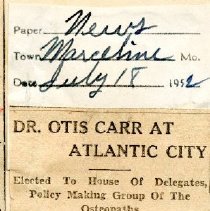 Paper News
Town Marceline Mo.
Date July 18 1952
DR. OTIS CARR AT
ATLANTIC CITY
Elected To House Of Delegates,
Policy Making Group Of The
Osteopaths